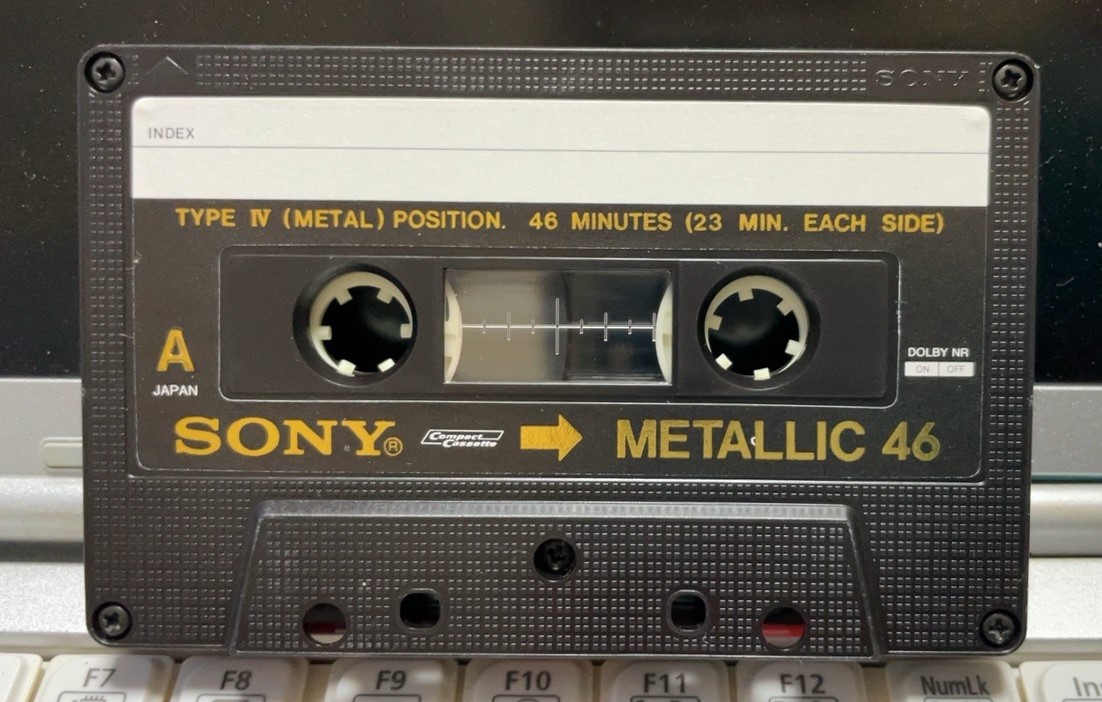 SONY
INDEX
TYPE IV (METAL) POSITION. 46 MINUTES (23 MIN. EACH SIDE)
A
JAPAN
DOLBY NR
ON OFF
SONY® Compact Cassette METALLIC 46
F7 F8 F9 F10 F11 F12 NumLk